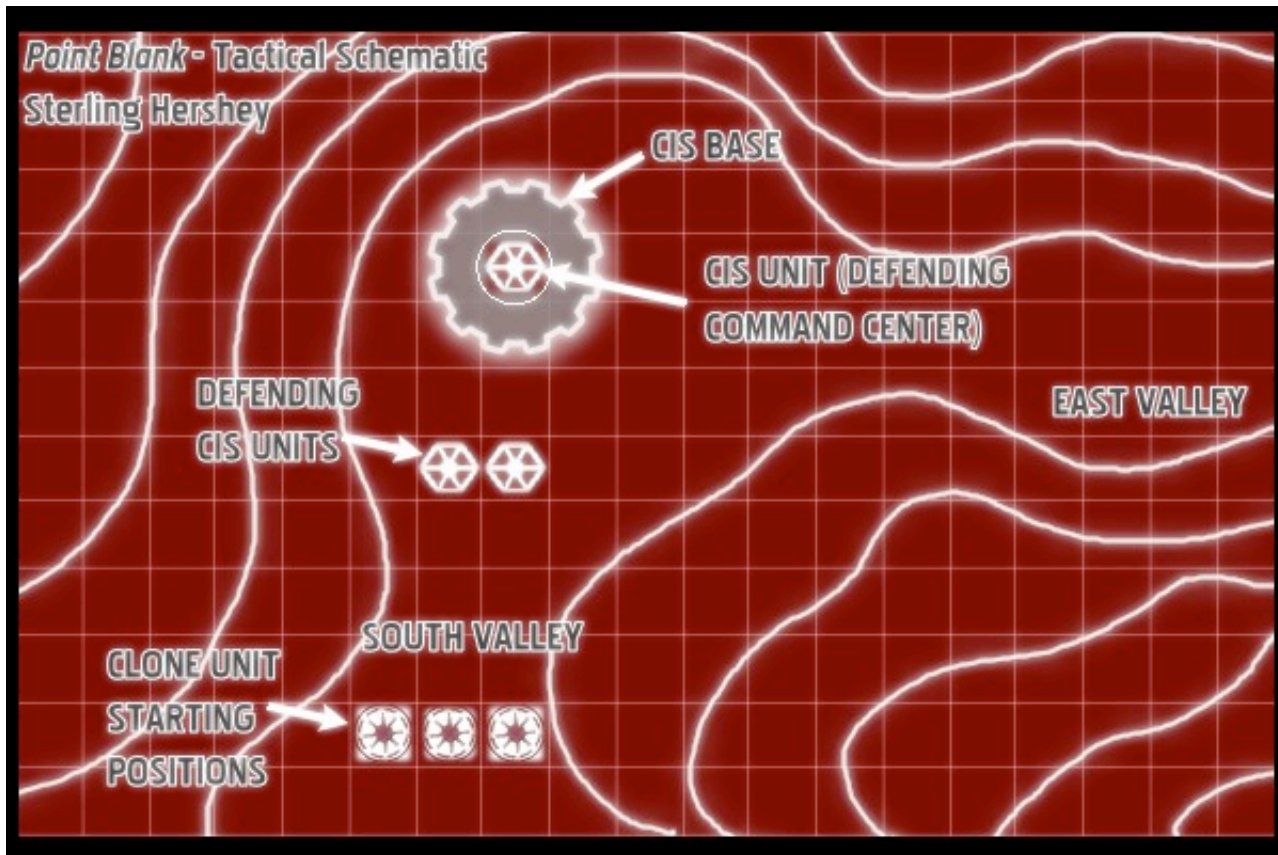 Point Blank - Tactical Schematic
Sterling Hershey
CIS BASE
CIS UNIT (DEFENDING
COMMAND CENTER)
DEFENDING
CIS UNITS
EAST VALLEY
SOUTH VALLEY
CLONE UNIT
STARTING
POSITIONS